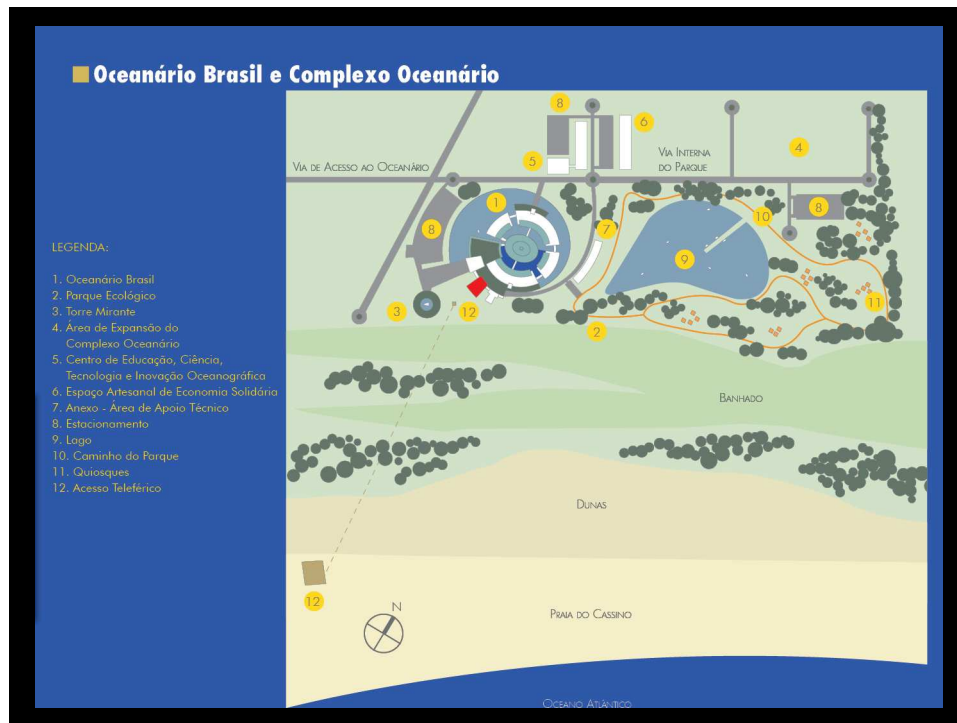 Oceanário Brasil e Complexo Oceanário
8
6
VIA DE ACESSO AO OCEANÁRIO
5
VIA INTERNA
DO PARQUE
4
1
8
7
10
8
9
3
12
2
11
LEGENDA:
1. Oceanário Brasil
2. Parque Ecológico
3. Torre Mirante
4. Área de Expansão do
Complexo Oceanário
5. Centro de Educação, Ciência,
Tecnologia e Inovação Oceanográfica
6. Espaço Artesanal de Economia Solidária
7. Anexo - Área de Apoio Técnico
8. Estacionamento
9. Lago
10. Caminho do Parque
11. Quiosques
12. Acesso Teleférico
BANHADO
DUNAS
12
N
PRAIA DO CASSINO
OCEANO ATLÂNTICO